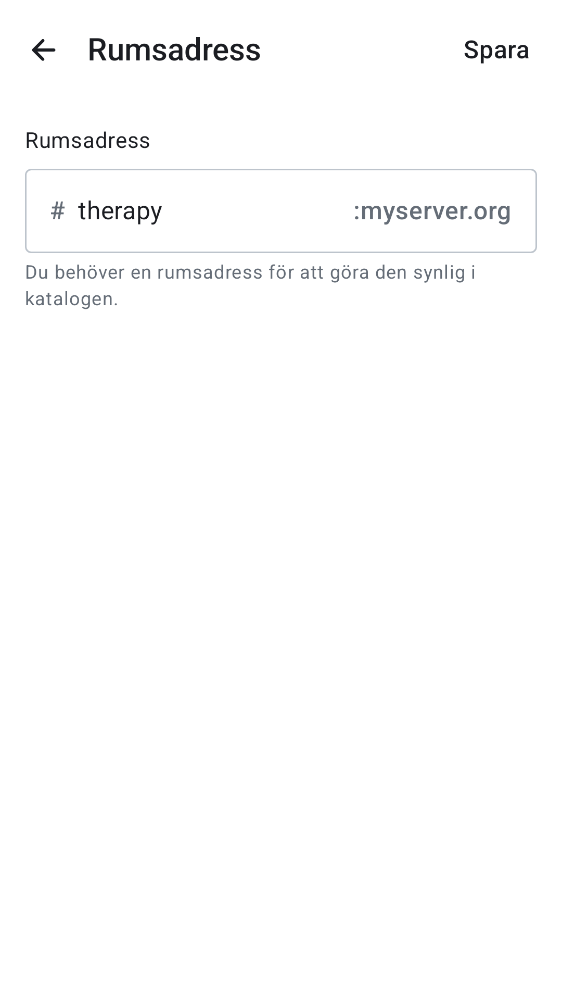 Rumsadress
Spara
Rumsadress
# therapy :myserver.org
Du behöver en rumsadress för att göra den synlig i
katalogen.